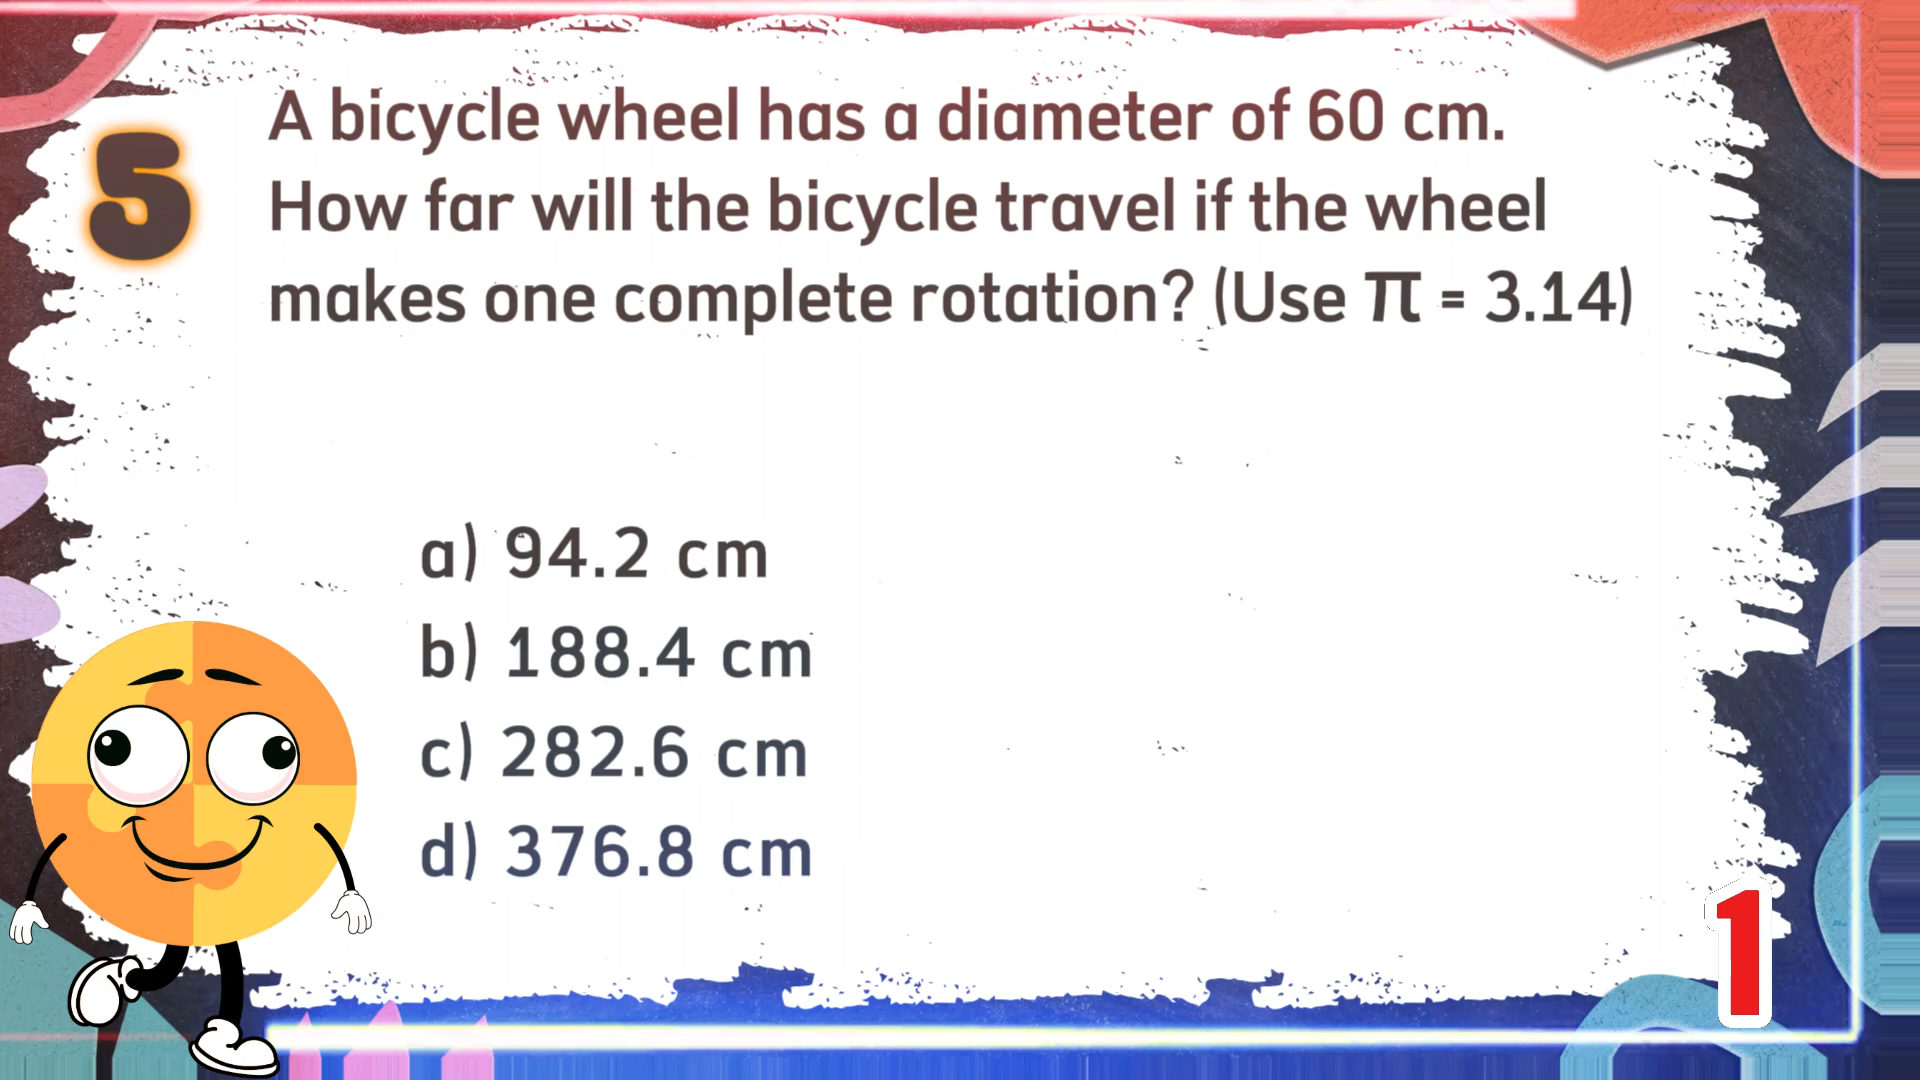 5
A bicycle wheel has a diameter of 60 cm.
How far will the bicycle travel if the wheel
makes one complete rotation? (Use π = 3.14)
a) 94.2 cm
b) 188.4 cm
c) 282.6 cm
d) 376.8 cm
1